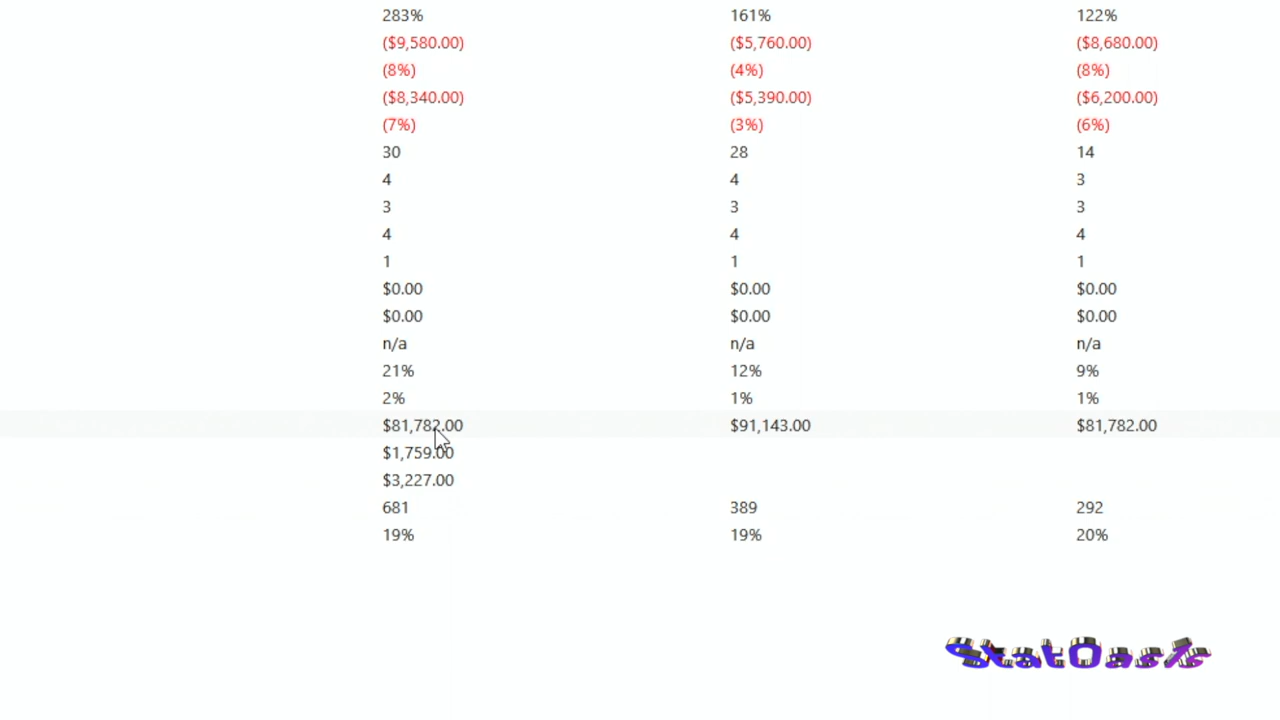 283% 161% 122%
($9,580.00) ($5,760.00) ($8,680.00)
(8%) (4%) (8%)
($8,340.00) ($5,390.00) ($6,200.00)
(7%) (3%) (6%)
30 28 14
4 4 3
3 3 3
4 4 4
1 1 1
$0.00 $0.00 $0.00
$0.00 $0.00 $0.00
n/a n/a n/a
21% 12% 9%
2% 1% 1%
$81,782.00 $91,143.00 $81,782.00
$1,759.00
$3,227.00
681 389 292
19% 19% 20%
StatOasis